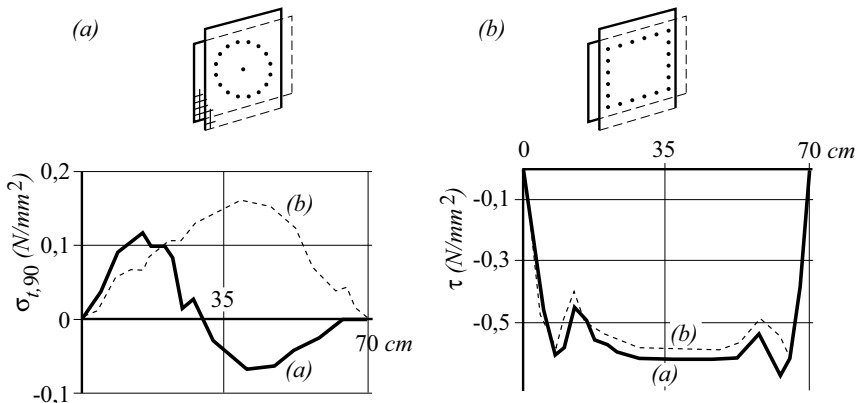 (a)
(b)
0
35
70 cm
0,2
0,1
0
-0,1
σt,90 (N/mm²)
(b)
35
70 cm
(a)
-0,1
-0,3
-0,5
τ (N/mm²)
(b)
(a)